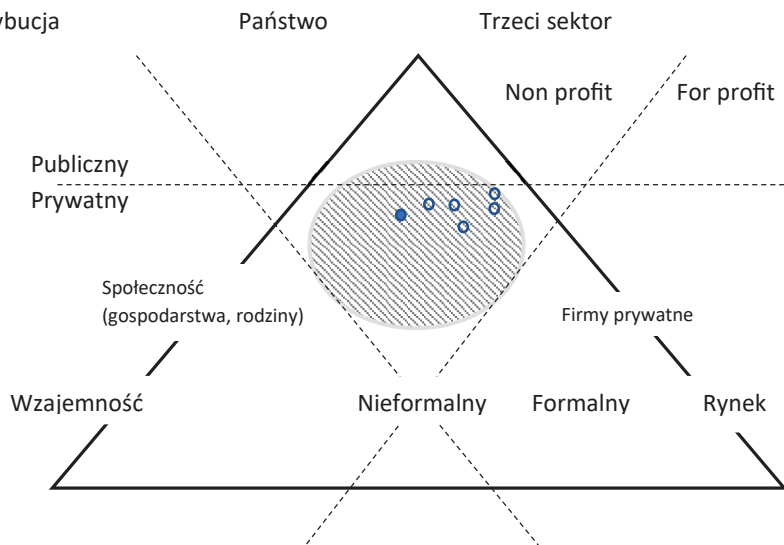 ybucja Państwo Trzeci sektor
Non profit For profit
Publiczny
Prywatny
Społeczność
(gospodarstwa, rodziny)
Firmy prywatne
Wzajemność Nieformalny Formalny Rynek